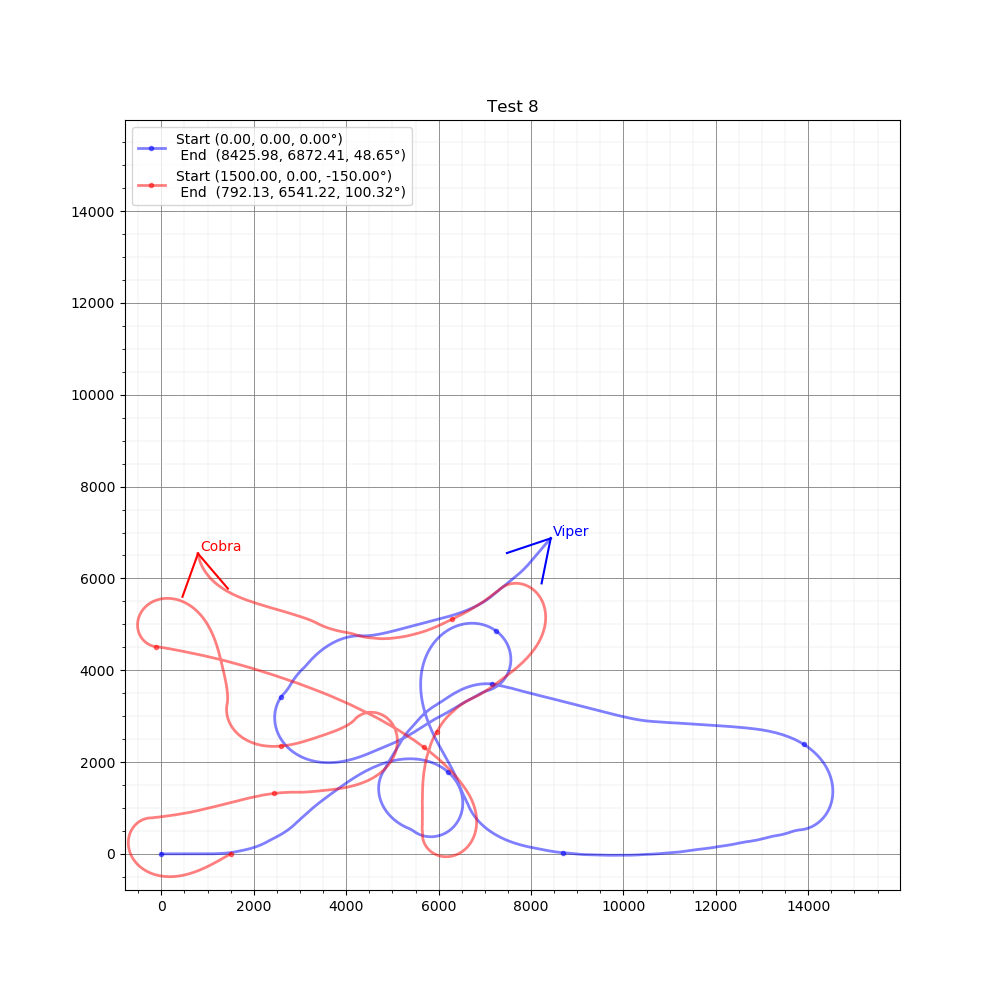 Test 8
Start (0.00, 0.00, 0.00°)
End (8425.98, 6872.41, 48.65°)
Start (1500.00, 0.00, -150.00°)
End (792.13, 6541.22, 100.32°)
14000
12000
10000
8000
Viper
Cobra
6000
4000
2000
0
0 2000 4000 6000 8000 10000 12000 14000